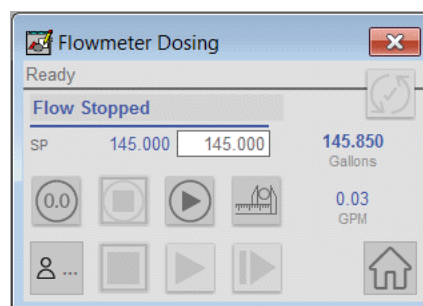 Flowmeter Dosing
Ready
Flow Stopped
SP 145.000 145.000 145.850
Gallons
0.0 0.03
GPM
...